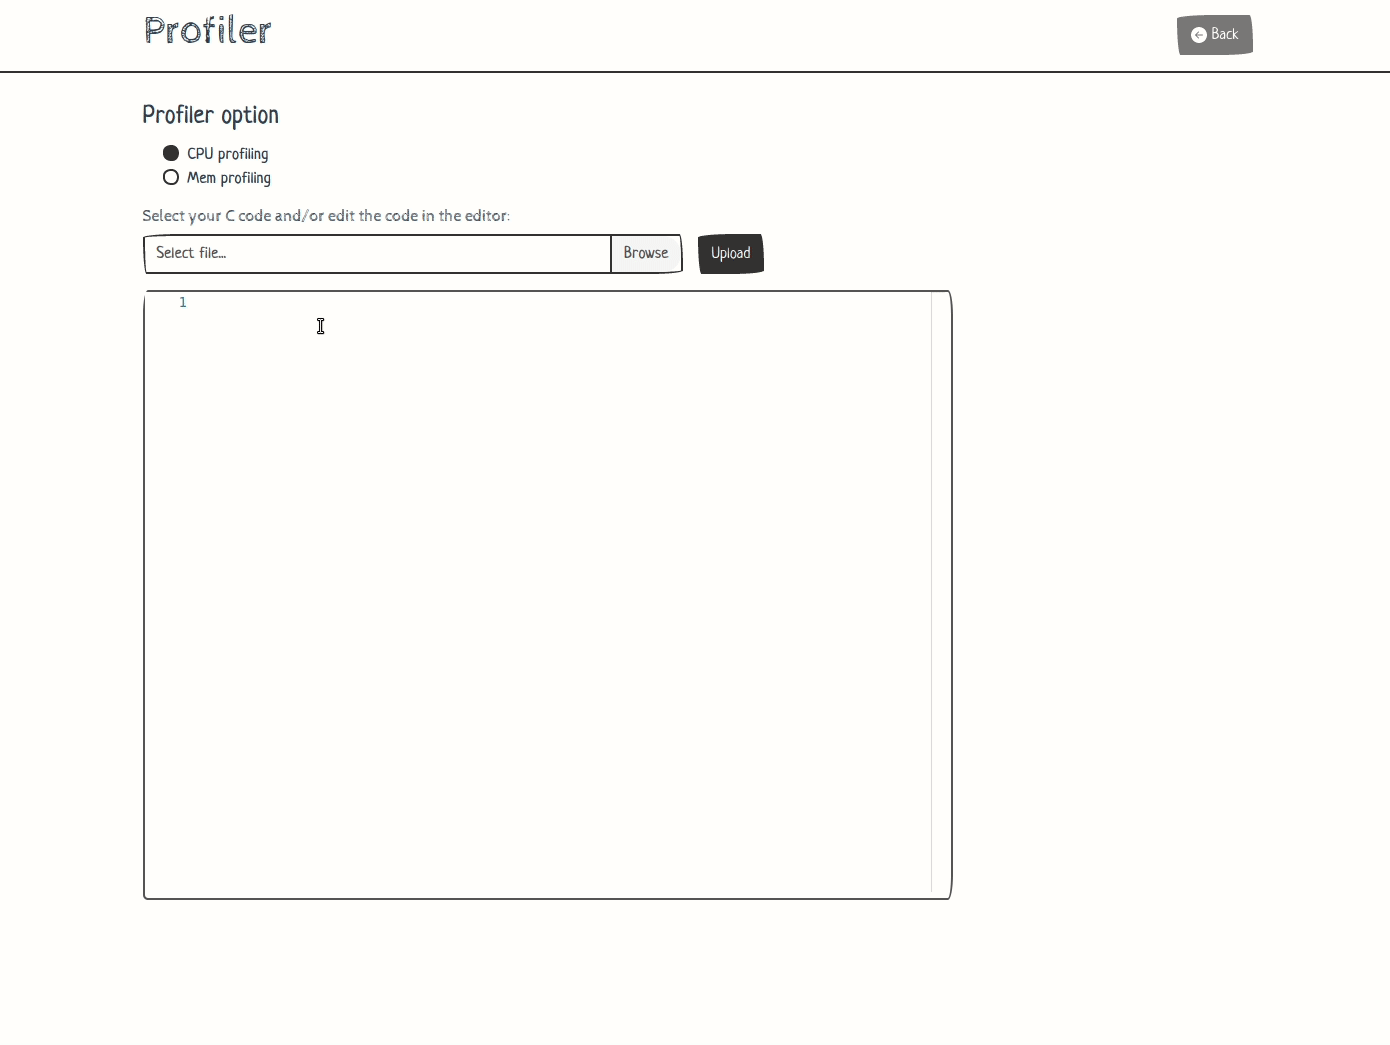 Profiler
Back
Profiler option
CPU profiling
Mem profiling
Select your C code and/or edit the code in the editor:
Select file...
Browse
Upload
1